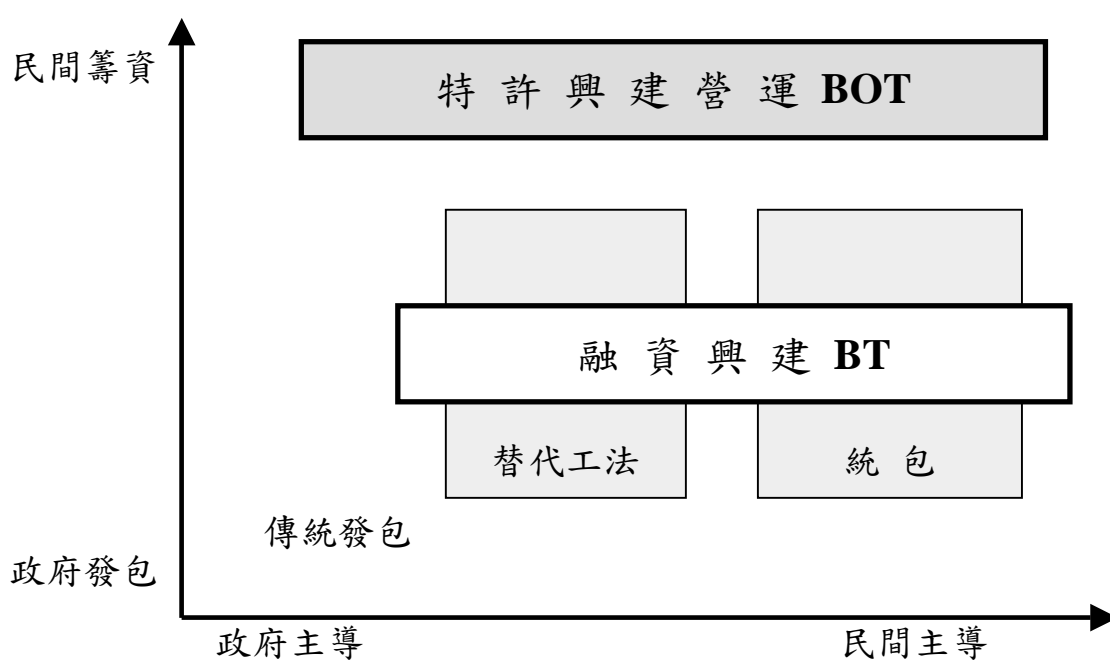 民間籌資
特許興建營運 BOT
融資興建 BT
替代工法
統包
傳統發包
政府發包
政府主導
民間主導